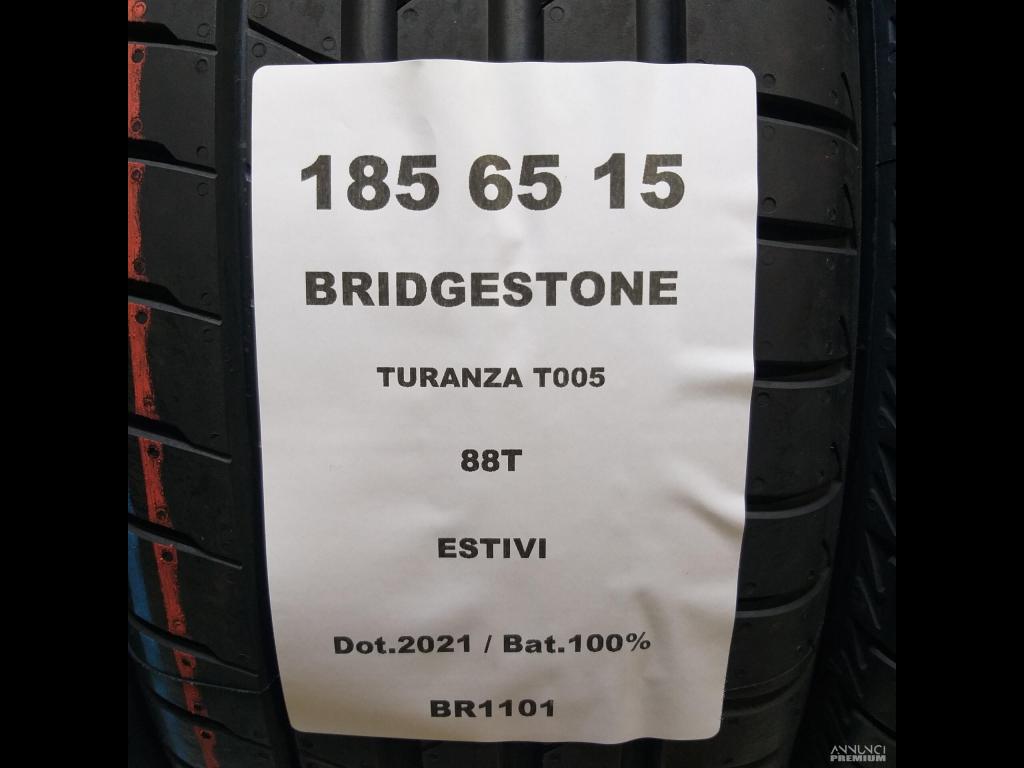 185 65 15
BRIDGESTONE
TURANZA T005
88T
ESTIVI
Dot.2021 / Bat.100%
BR1101
ANNUNCI
PREMIUM